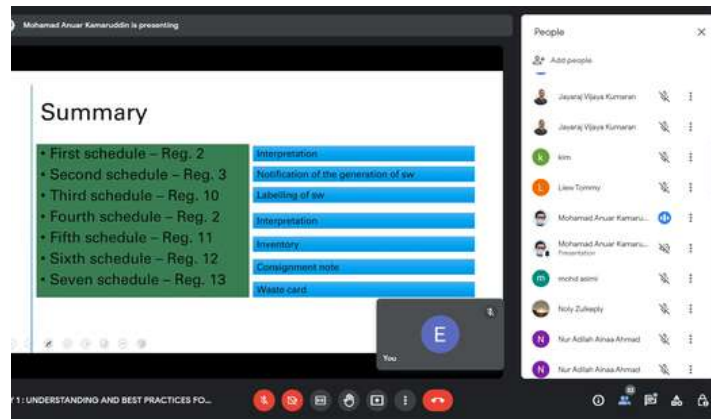 Mohamad Anuar Kamaruddin is presenting
Summary
• First schedule – Reg. 2
• Second schedule – Reg. 3
• Third schedule – Reg. 10
• Fourth schedule – Reg. 2
• Fifth schedule – Reg. 11
• Sixth schedule – Reg. 12
• Seven schedule – Reg. 13
Interpretation
Notification of the generation of sw
Labelling of sw
Interpretation
Inventory
Consignment note
Waste card
E
You
People
Add people
Jayaraj Vijaya Kumaran
Jayaraj Vijaya Kumaran
k
kim
L
Liew Tommy
Mohamad Anuar Kamaru...
Mohamad Anuar Kamaru...
Presentation
m
mohd asimi
Noly Zulkeply
N
Nur Adilah Ainaa Ahmad
N
Nur Adilah Ainaa Ahmad
Y 1 : UNDERSTANDING AND BEST PRACTICES FO...